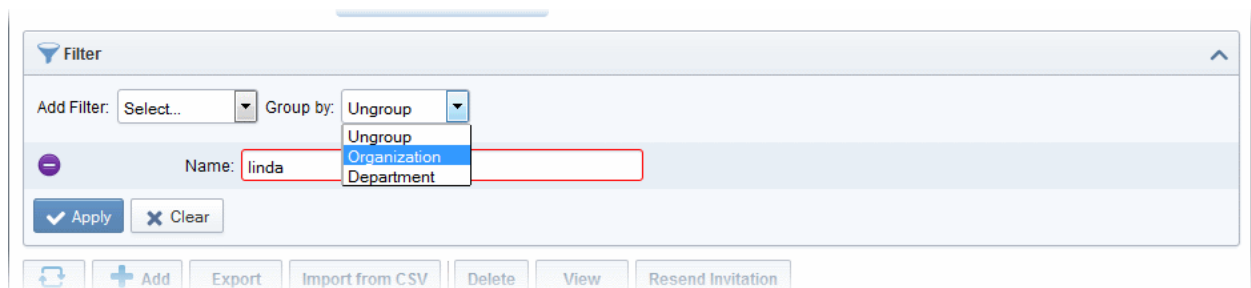 Filter
Add Filter: Select... Group by: Ungroup
Ungroup
Name: linda Organization
Department
Apply Clear
Add Export Import from CSV Delete View Resend Invitation